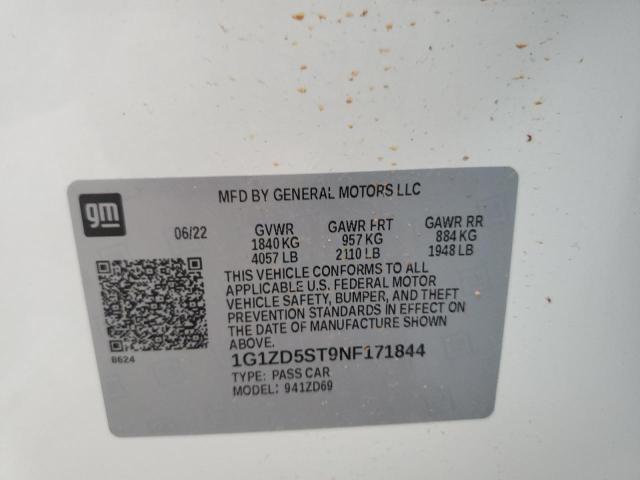 gm
MFD BY GENERAL MOTORS LLC
06/22 GVWR GAWR FRT GAWR RR
1840 KG 957 KG 884 KG
4057 LB 2110 LB 1948 LB
THIS VEHICLE CONFORMS TO ALL
APPLICABLE U.S. FEDERAL MOTOR
VEHICLE SAFETY, BUMPER, AND THEFT
PREVENTION STANDARDS IN EFFECT ON
THE DATE OF MANUFACTURE SHOWN
ABOVE.
8624
1G1ZD5ST9NF171844
TYPE: PASS CAR
MODEL: 941ZD69